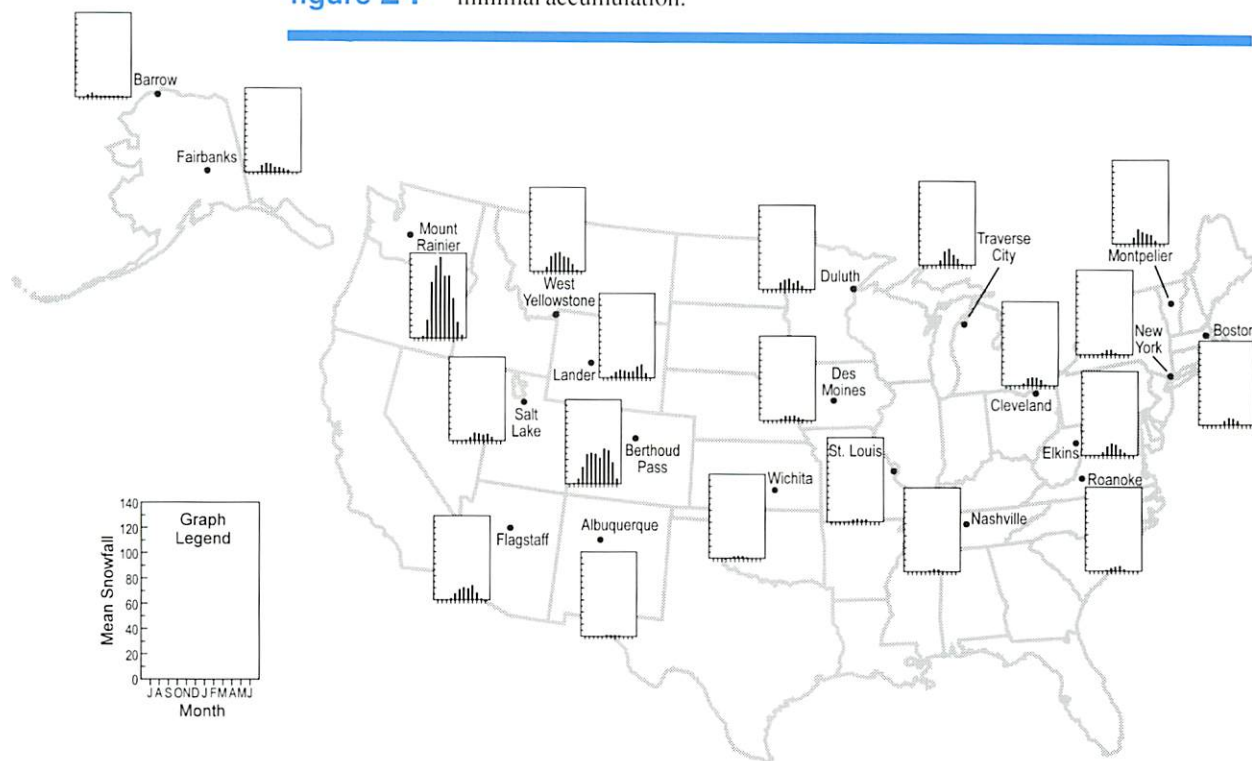 figure 24 minimal accumulation.
Barrow
Fairbanks
Mount
Rainier
West
Yellowstone
Lander
Salt
Lake
Berthoud
Pass
Flagstaff
Albuquerque
Wichita
Duluth
Des
Moines
St. Louis
Nashville
Traverse
City
Cleveland
Elkins
Roanoke
Montpelier
New
York
Boston
Graph
Legend
Mean Snowfall
140
120
100
80
60
40
20
0
J A S O N D J F M A M J
Month